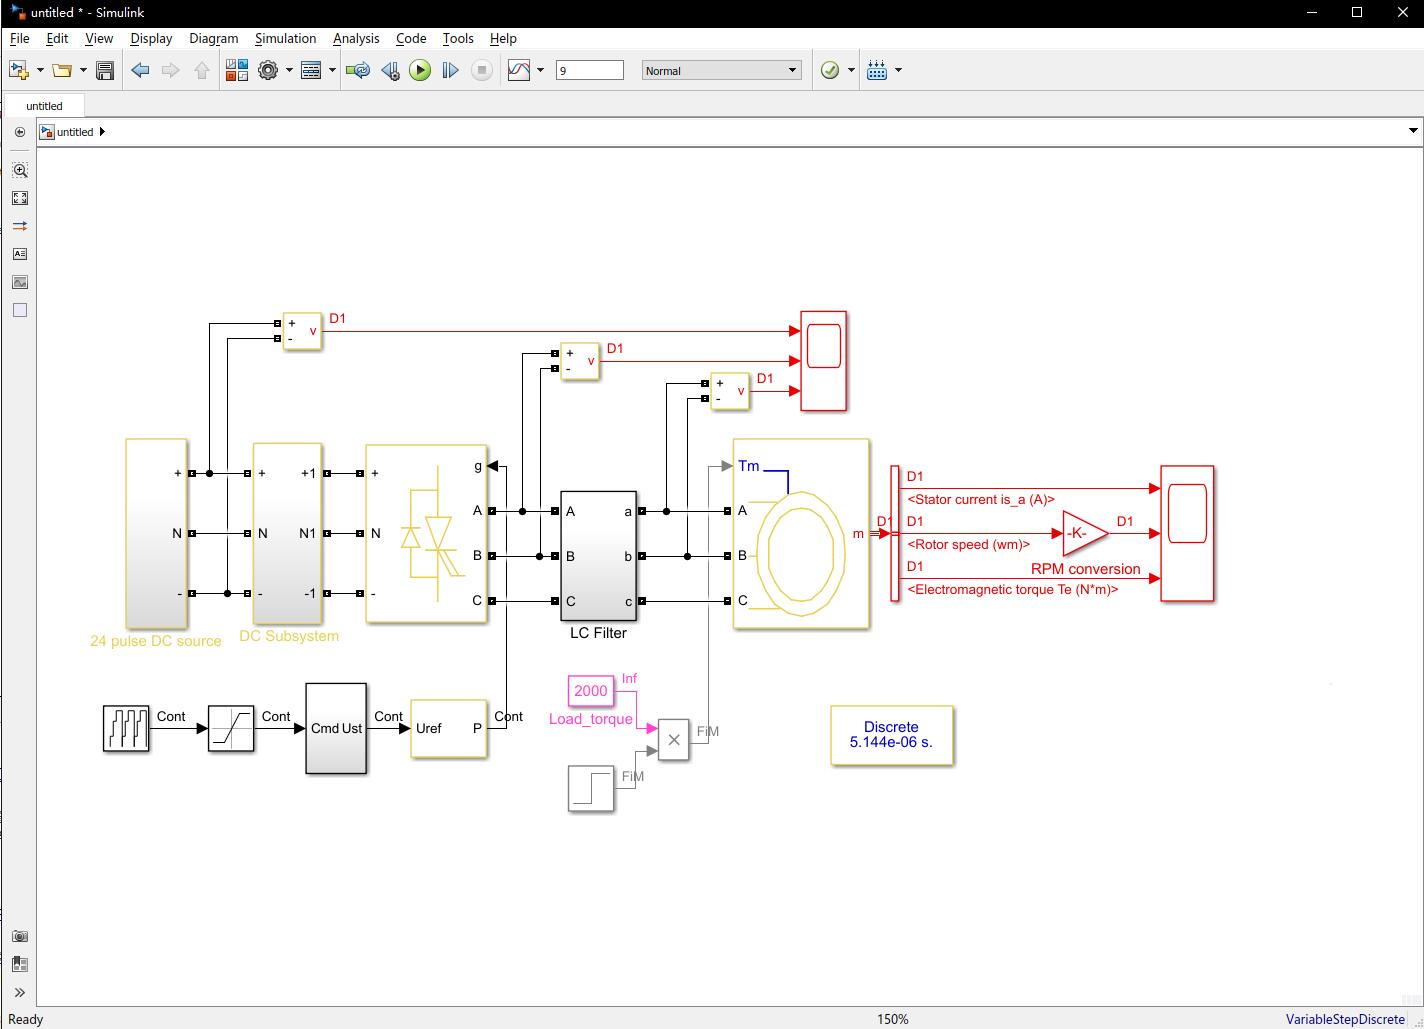 untitled * - Simulink
File Edit View Display Diagram Simulation Analysis Code Tools Help
9 Normal
untitled
untitled
+ - v D1
+ - v D1
+ - v D1
+ + +1 + g Tm D1
<Stator current is_a (A)>
A A a A
N N N1 N m D1 D1 -K- D1
<Rotor speed (wm)>
B B b B
D1 RPM conversion
<Electromagnetic torque Te (N*m)>
- - -1 - C C c C
24 pulse DC source DC Subsystem LC Filter
Inf
2000
Load_torque
Cont Cont Cmd Ust Cont Uref P Cont
× FiM
FiM
Discrete
5.144e-06 s.
Ready 150% VariableStepDiscrete